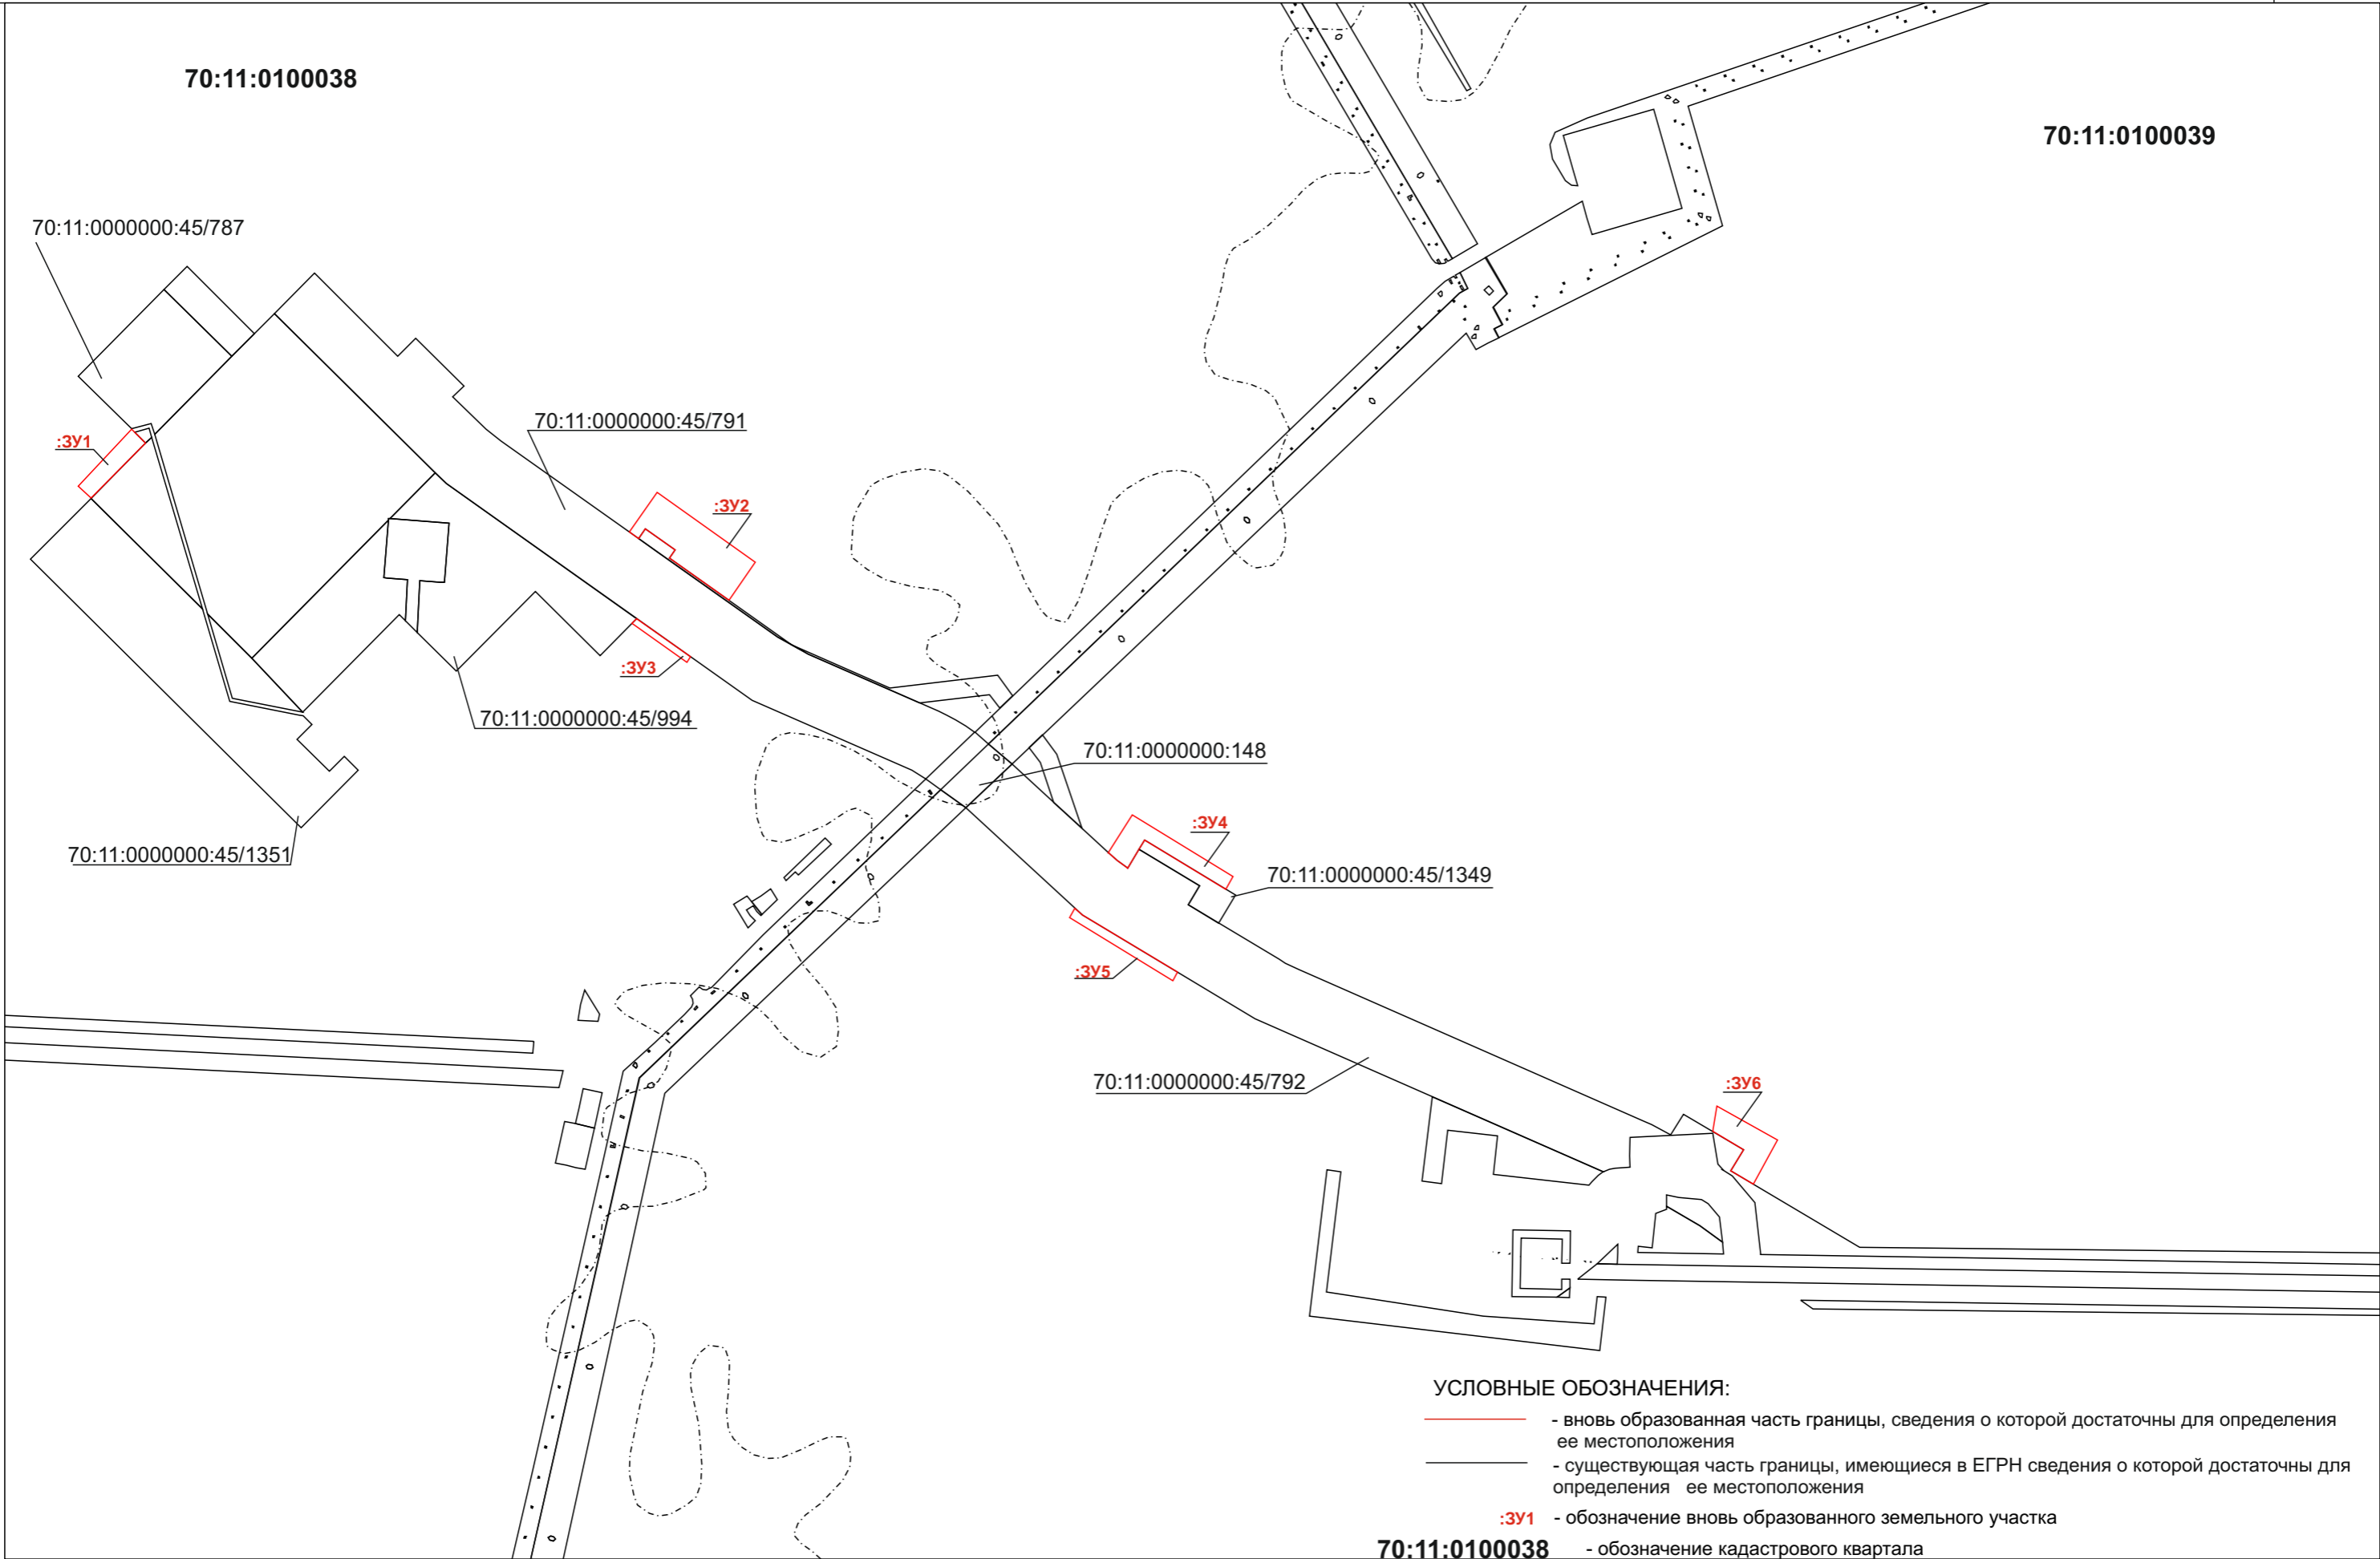 70:11:0100038
70:11:0100039
70:11:0000000:45/787
70:11:0000000:45/791
:ЗУ1
:ЗУ2
:ЗУ3
70:11:0000000:45/994
70:11:0000000:148
:ЗУ4
70:11:0000000:45/1351
70:11:0000000:45/1349
:ЗУ5
70:11:0000000:45/792
:ЗУ6
УСЛОВНЫЕ ОБОЗНАЧЕНИЯ:
- вновь образованная часть границы, сведения о которой достаточны для определения
ее местоположения
- существующая часть границы, имеющиеся в ЕГРН сведения о которой достаточны для
определения ее местоположения
:ЗУ1 - обозначение вновь образованного земельного участка
70:11:0100038 - обозначение кадастрового квартала